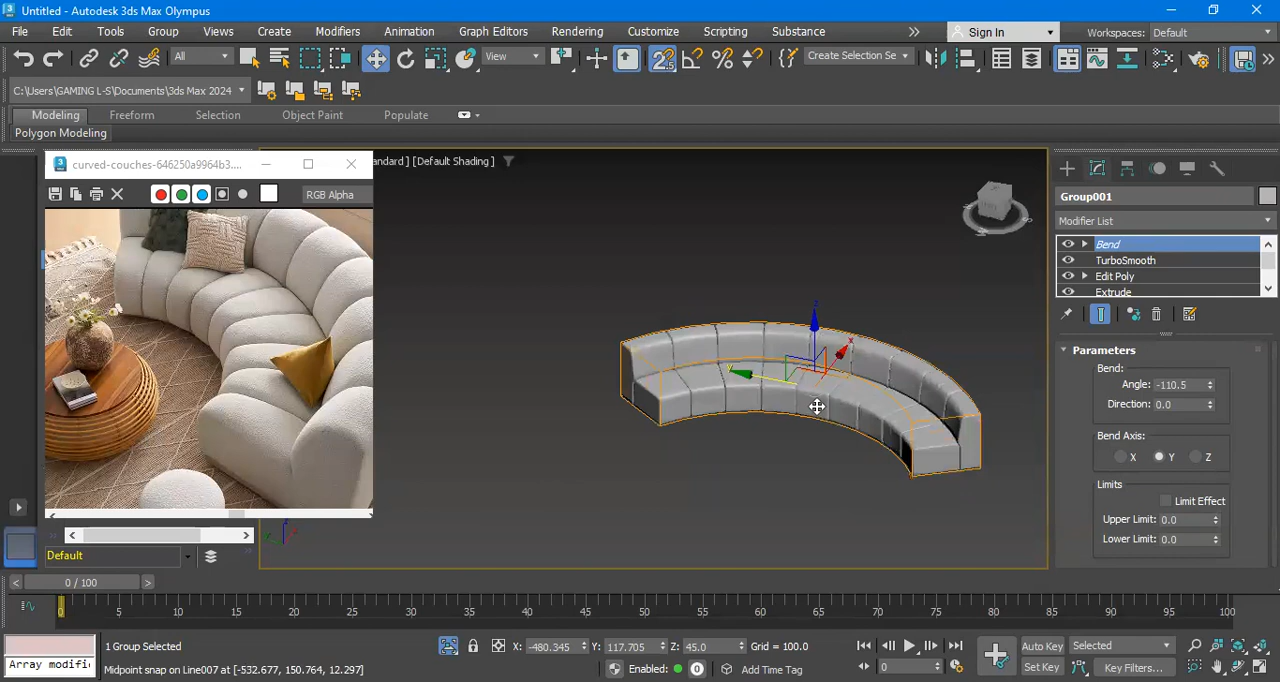 Untitled - Autodesk 3ds Max Olympus
File Edit Tools Group Views Create Modifiers Animation Graph Editors Rendering Customize Scripting Substance Sign In Workspaces: Default
All View Create Selection Se
C:\Users\GAMING L-S\Documents\3ds Max 2024
Modeling Freeform Selection Object Paint Populate
Polygon Modeling
curved-couches-646250a9964b3....
andard ] [Default Shading ]
RGB Alpha
Group001
Modifier List
Bend
TurboSmooth
Edit Poly
Extrude
Parameters
Bend:
Angle: -110.5
Direction: 0.0
Bend Axis:
X Y Z
Limits
Limit Effect
Upper Limit: 0.0
Lower Limit: 0.0
Default
0 / 100
0 5 10 15 20 25 30 35 40 45 50 55 60 65 70 75 80 85 90 95 100
1 Group Selected
X: -480.345 Y: 117.705 Z: 45.0 Grid = 100.0
Auto Key Selected
Array modifi
Midpoint snap on Line007 at [-532.677, 150.764, 12.297]
Enabled: 0 Add Time Tag
0
Set Key Key Filters...